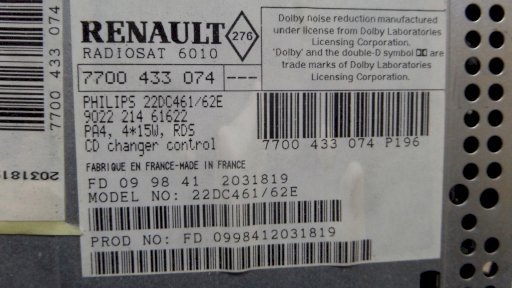 RENAULT 276
RADIOSAT 6010
Dolby noise reduction manufactured
under license from Dolby Laboratories
Licensing Corporation.
'Dolby' and the double-D symbol are
trade marks of Dolby Laboratories
Licensing Corporation.
7700 433 074 ---
PHILIPS 22DC461/62E
9022 214 61622
PA4, 4*15W, RDS
CD changer control
7700 433 074 P196
FABRIQUE EN FRANCE-MADE IN FRANCE
FD 09 98 41 2031819
MODEL NO: 22DC461/62E
PROD NO: FD 0998412031819
7700 433 074
2031819